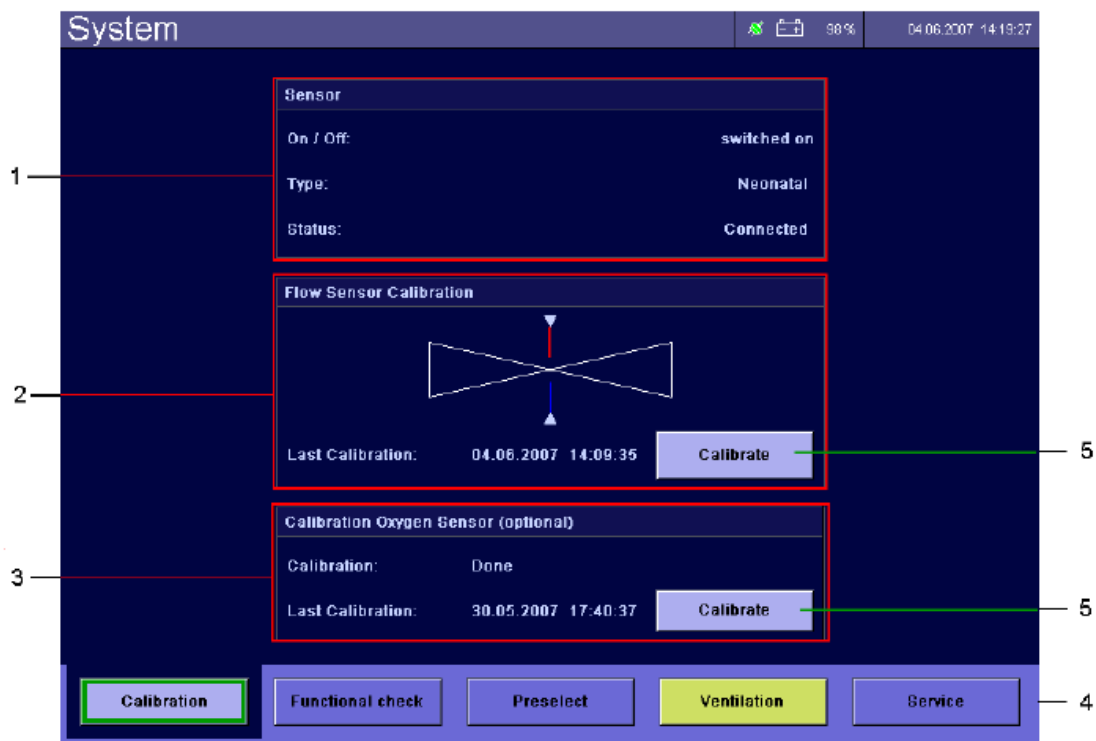 System 98% 04.06.2007 14:19:27
Sensor
On / Off: switched on
1
Type: Neonatal
Status: Connected
Flow Sensor Calibration
2
Last Calibration: 04.06.2007 14:09:35 Calibrate 5
Calibration Oxygen Sensor (optional)
Calibration: Done
3
Last Calibration: 30.05.2007 17:40:37 Calibrate 5
Calibration Functional check Preselect Ventilation Service 4